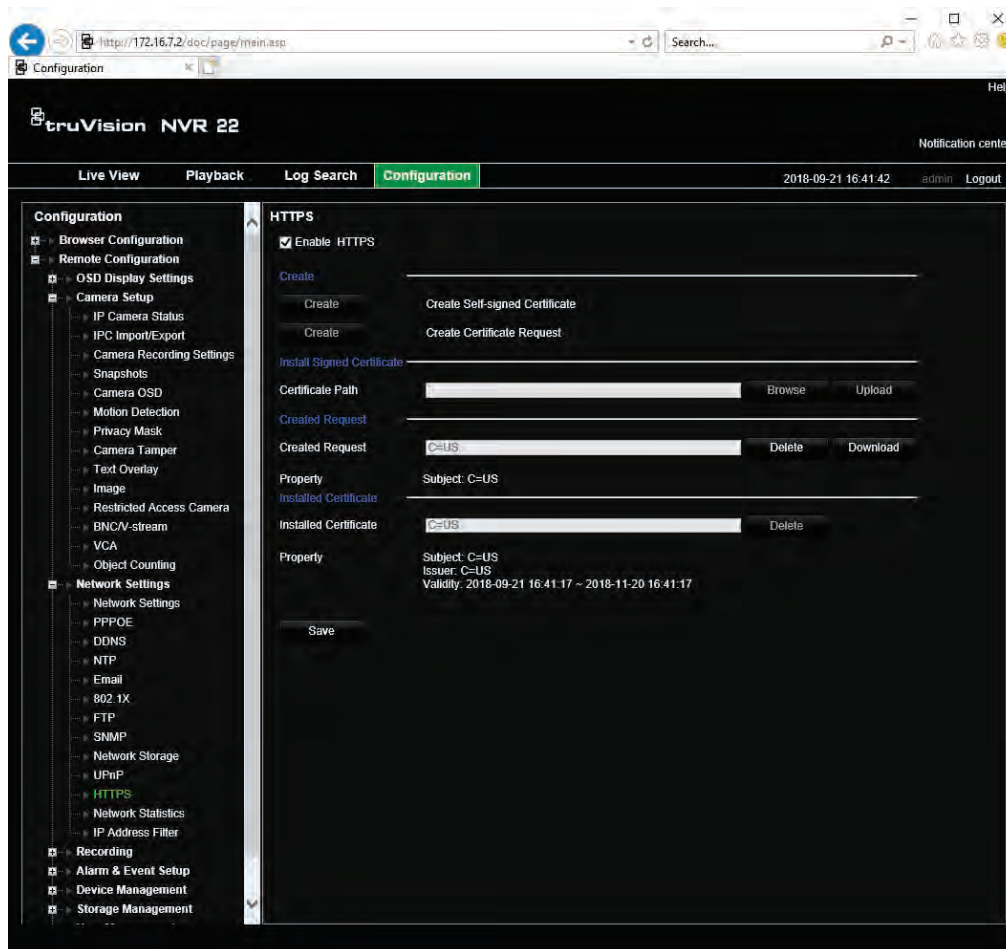 http://172.16.7.2/doc/page/main.asp
Search...
Configuration
Hel
truVision NVR 22
Notification cente
Live View Playback Log Search Configuration 2018-09-21 16:41:42 admin Logout
Configuration
Browser Configuration
Remote Configuration
OSD Display Settings
Camera Setup
IP Camera Status
IPC Import/Export
Camera Recording Settings
Snapshots
Camera OSD
Motion Detection
Privacy Mask
Camera Tamper
Text Overlay
Image
Restricted Access Camera
BNC/V-stream
VCA
Object Counting
Network Settings
Network Settings
PPPOE
DDNS
NTP
Email
802.1X
FTP
SNMP
Network Storage
UPnP
HTTPS
Network Statistics
IP Address Filter
Recording
Alarm & Event Setup
Device Management
Storage Management
HTTPS
Enable HTTPS
Create
Create Create Self-signed Certificate
Create Create Certificate Request
Install Signed Certificate
Certificate Path Browse Upload
Created Request
Created Request C=US Delete Download
Property Subject: C=US
Installed Certificate
Installed Certificate C=US Delete
Property Subject: C=US
Issuer: C=US
Validity: 2018-09-21 16:41:17 ~ 2018-11-20 16:41:17
Save